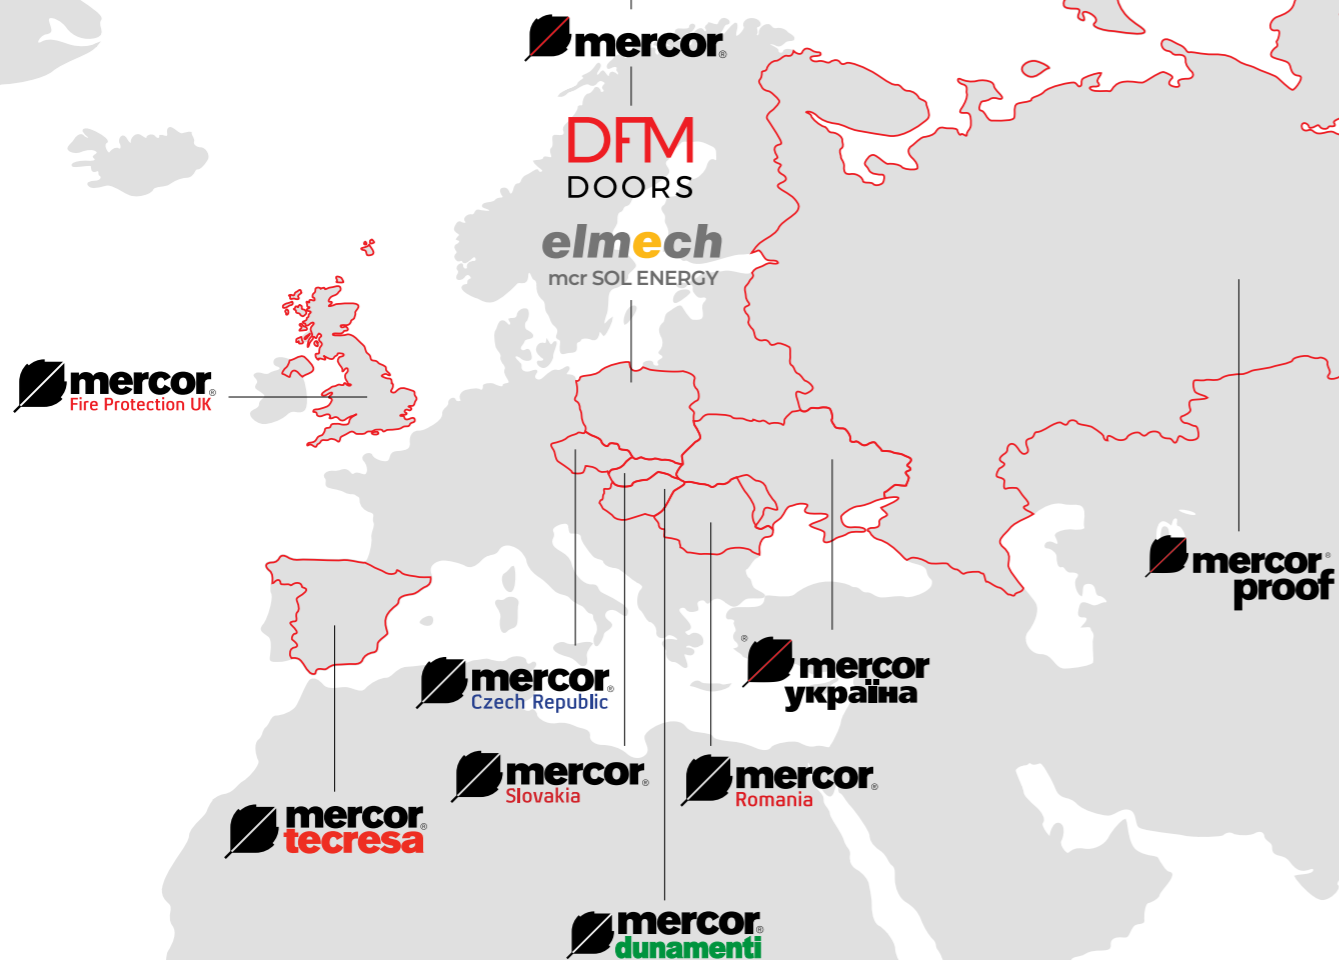 mercor®
DFM
DOORS
elmech
mcr SOL ENERGY
mercor®
Fire Protection UK
mercor®
proof
®
mercor
україна
mercor®
Czech Republic
mercor®
Slovakia
mercor®
Romania
mercor®
tecresa
mercor®
dunamenti